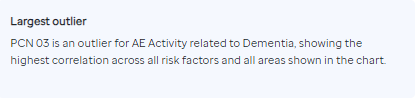 Largest outlier
PCN 03 is an outlier for AE Activity related to Dementia, showing the
highest correlation across all risk factors and all areas shown in the chart.